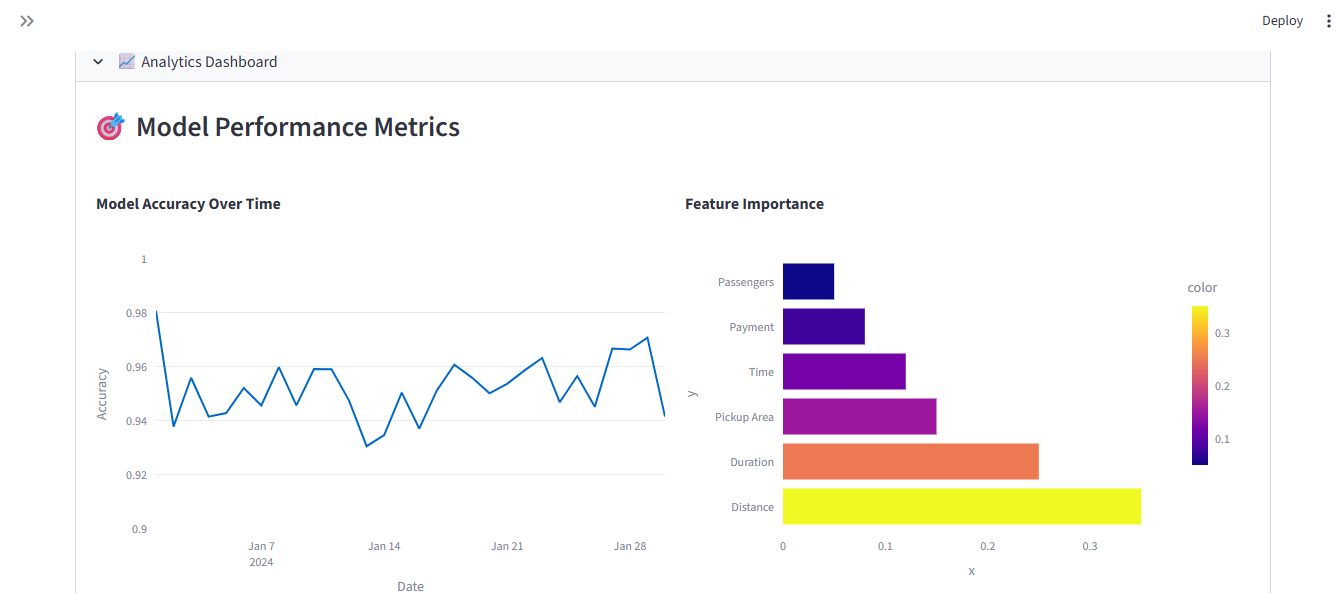 Deploy
Analytics Dashboard
Model Performance Metrics
Model Accuracy Over Time
1
0.98
0.96
0.94
0.92
0.9
Accuracy
Jan 7
2024
Jan 14
Jan 21
Jan 28
Date
Feature Importance
Passengers
Payment
Time
Pickup Area
Duration
Distance
y
0
0.1
0.2
0.3
x
color
0.3
0.2
0.1